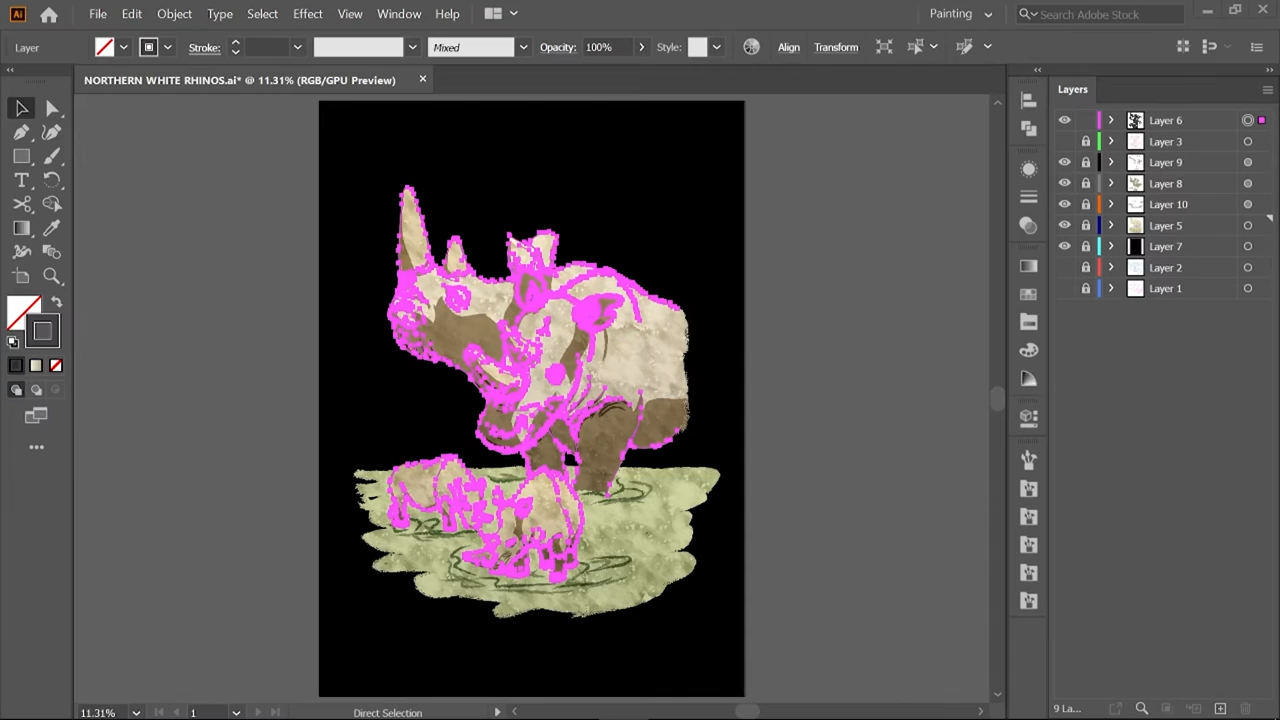 Ai File Edit Object Type Select Effect View Window Help Painting Search Adobe Stock
Layer Stroke: Mixed Opacity: 100% Style: Align Transform
NORTHERN WHITE RHINOS.ai* @ 11.31% (RGB/GPU Preview)
Layers
Layer 6
Layer 3
Layer 9
Layer 8
Layer 10
Layer 5
Layer 7
Layer 2
Layer 1
11.31% 1 Direct Selection 9 La...